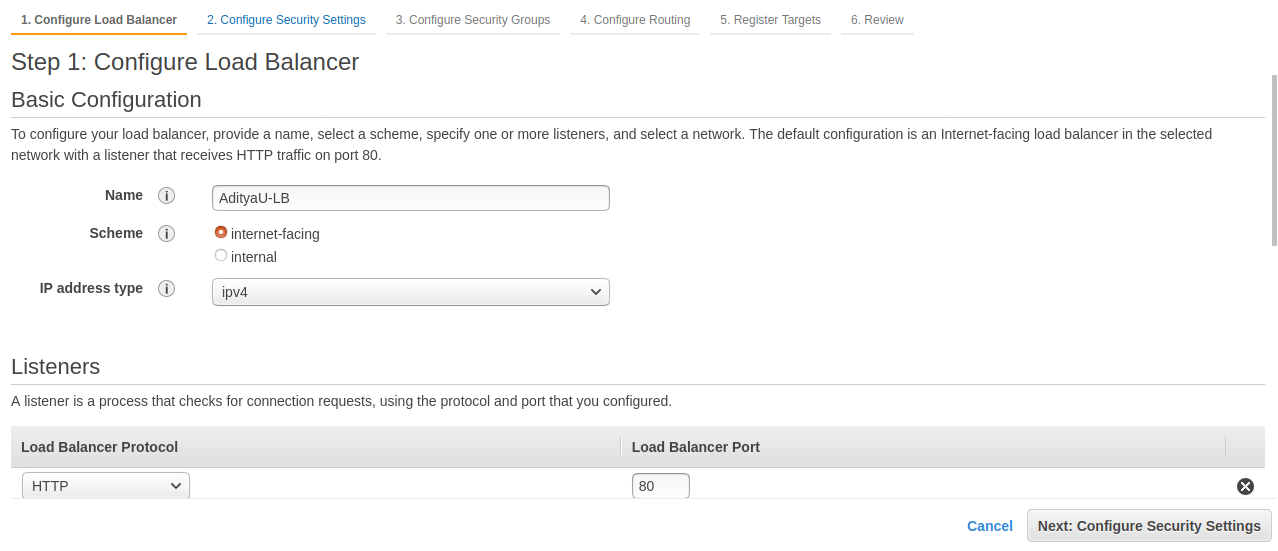 1. Configure Load Balancer 2. Configure Security Settings 3. Configure Security Groups 4. Configure Routing 5. Register Targets 6. Review
Step 1: Configure Load Balancer
Basic Configuration
To configure your load balancer, provide a name, select a scheme, specify one or more listeners, and select a network. The default configuration is an Internet-facing load balancer in the selected
network with a listener that receives HTTP traffic on port 80.
Name i AdityaU-LB
Scheme i internet-facing
internal
IP address type i ipv4
Listeners
A listener is a process that checks for connection requests, using the protocol and port that you configured.
Load Balancer Protocol Load Balancer Port
HTTP 80
Cancel Next: Configure Security Settings